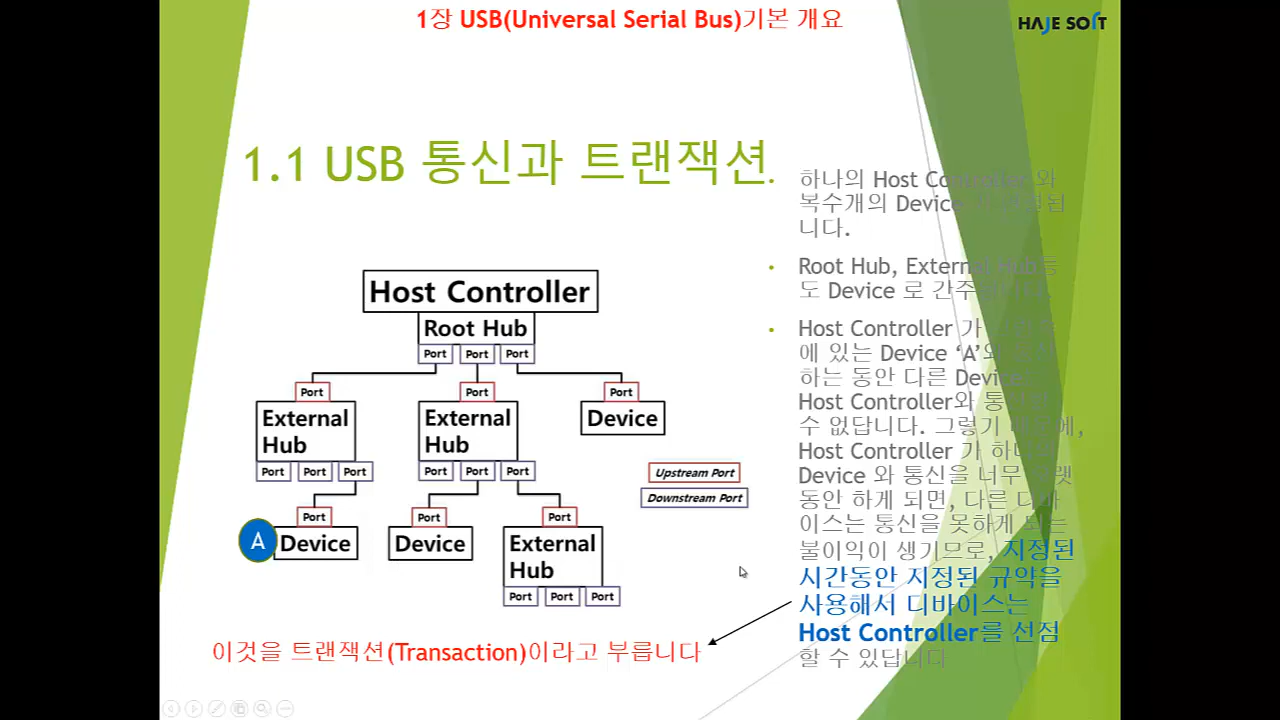 1장 USB(Universal Serial Bus)기본 개요
HAJE SOFT
1.1 USB 통신과 트랜잭션
하나의 Host Controller 와
복수개의 Device
니다.
Root Hub, External Hub등
도 Device 로
Host Controller 가
에 있는 Device ‘A’와
하는 동안 다른 Device
Host Controller와
수 없답니다. 그렇기 때문에,
Host Controller 가
Device 와 통신을 너무
동안 하게 되면, 다른 디바
이스는 통신을 못하게 되는
불이익이 생기므로, 지정된
시간동안 지정된 규약을
사용해서 디바이스는
Host Controller를 선점
할 수 있답니다
Host Controller
Root Hub
Port Port Port
Port Port Port
External
Hub
External
Hub
Device
Port Port Port Port Port Port
Upstream Port
Downstream Port
Port Port Port
A Device Device External
Hub
Port Port Port
이것을 트랜잭션(Transaction)이라고 부릅니다